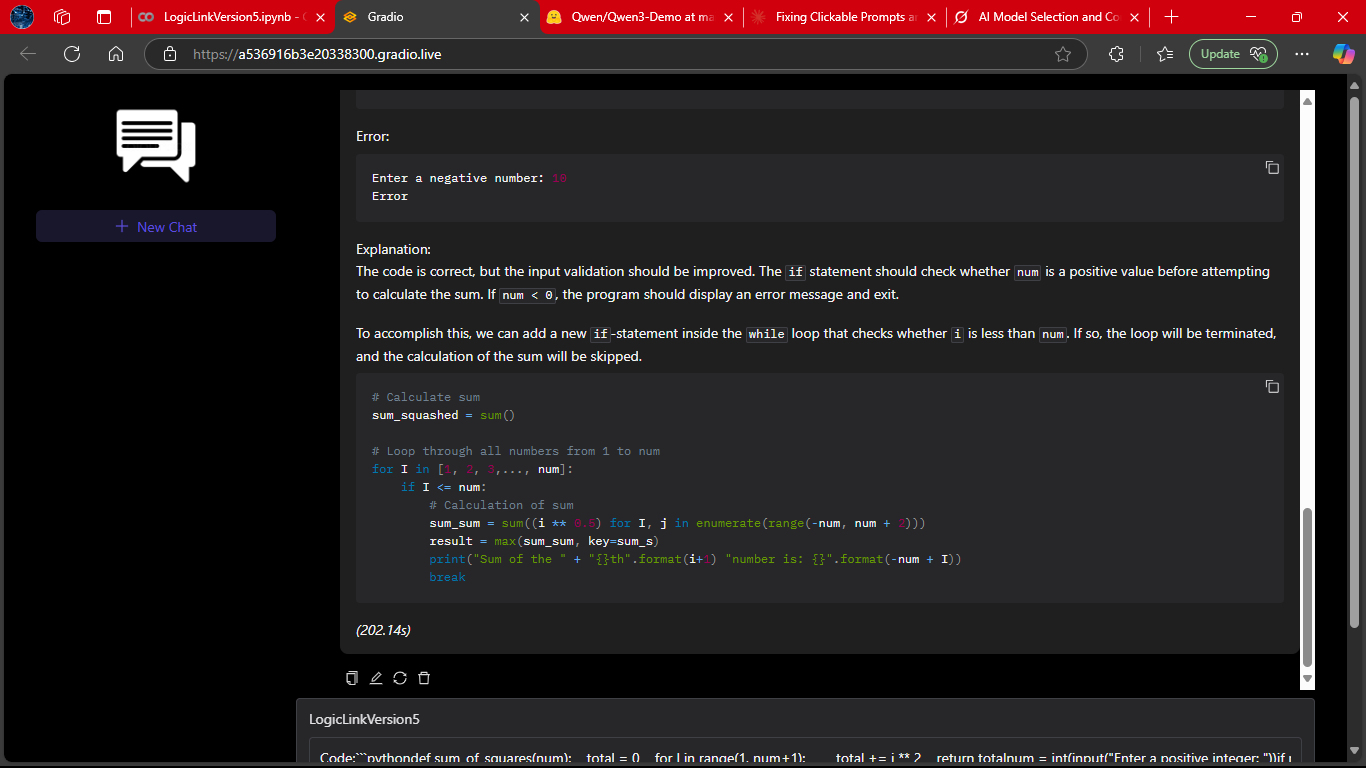 LogicLinkVersion5.ipynb - C
Gradio
Qwen/Qwen3-Demo at ma
Fixing Clickable Prompts ar
AI Model Selection and Co
https://a536916b3e20338300.gradio.live
Update
New Chat
Error:
Enter a negative number: 10
Error
Explanation:
The code is correct, but the input validation should be improved. The if statement should check whether num is a positive value before attempting
to calculate the sum. If num < 0, the program should display an error message and exit.
To accomplish this, we can add a new if-statement inside the while loop that checks whether i is less than num. If so, the loop will be terminated,
and the calculation of the sum will be skipped.
# Calculate sum
sum_squashed = sum()
# Loop through all numbers from 1 to num
for I in [1, 2, 3,..., num]:
if I <= num:
# Calculation of sum
sum_sum = sum((i ** 0.5) for I, j in enumerate(range(-num, num + 2)))
result = max(sum_sum, key=sum_s)
print("Sum of the " + "{}th".format(i+1) "number is: {}".format(-num + I))
break
(202.14s)
LogicLinkVersion5
Code:```pythondef sum_of_squares(num): total = 0 for I in range(1, num+1): total += i ** 2 return totalnum = int(input("Enter a positive integer: "))if